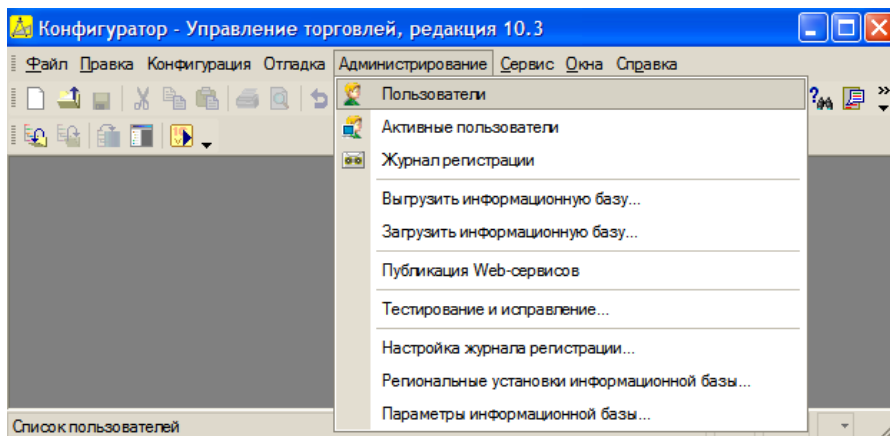 Конфигуратор - Управление торговлей, редакция 10.3
Файл Правка Конфигурация Отладка Администрирование Сервис Окна Справка
Пользователи
Активные пользователи
Журнал регистрации
Выгрузить информационную базу...
Загрузить информационную базу...
Публикация Web-сервисов
Тестирование и исправление...
Настройка журнала регистрации...
Региональные установки информационной базы...
Параметры информационной базы...
Список пользователей